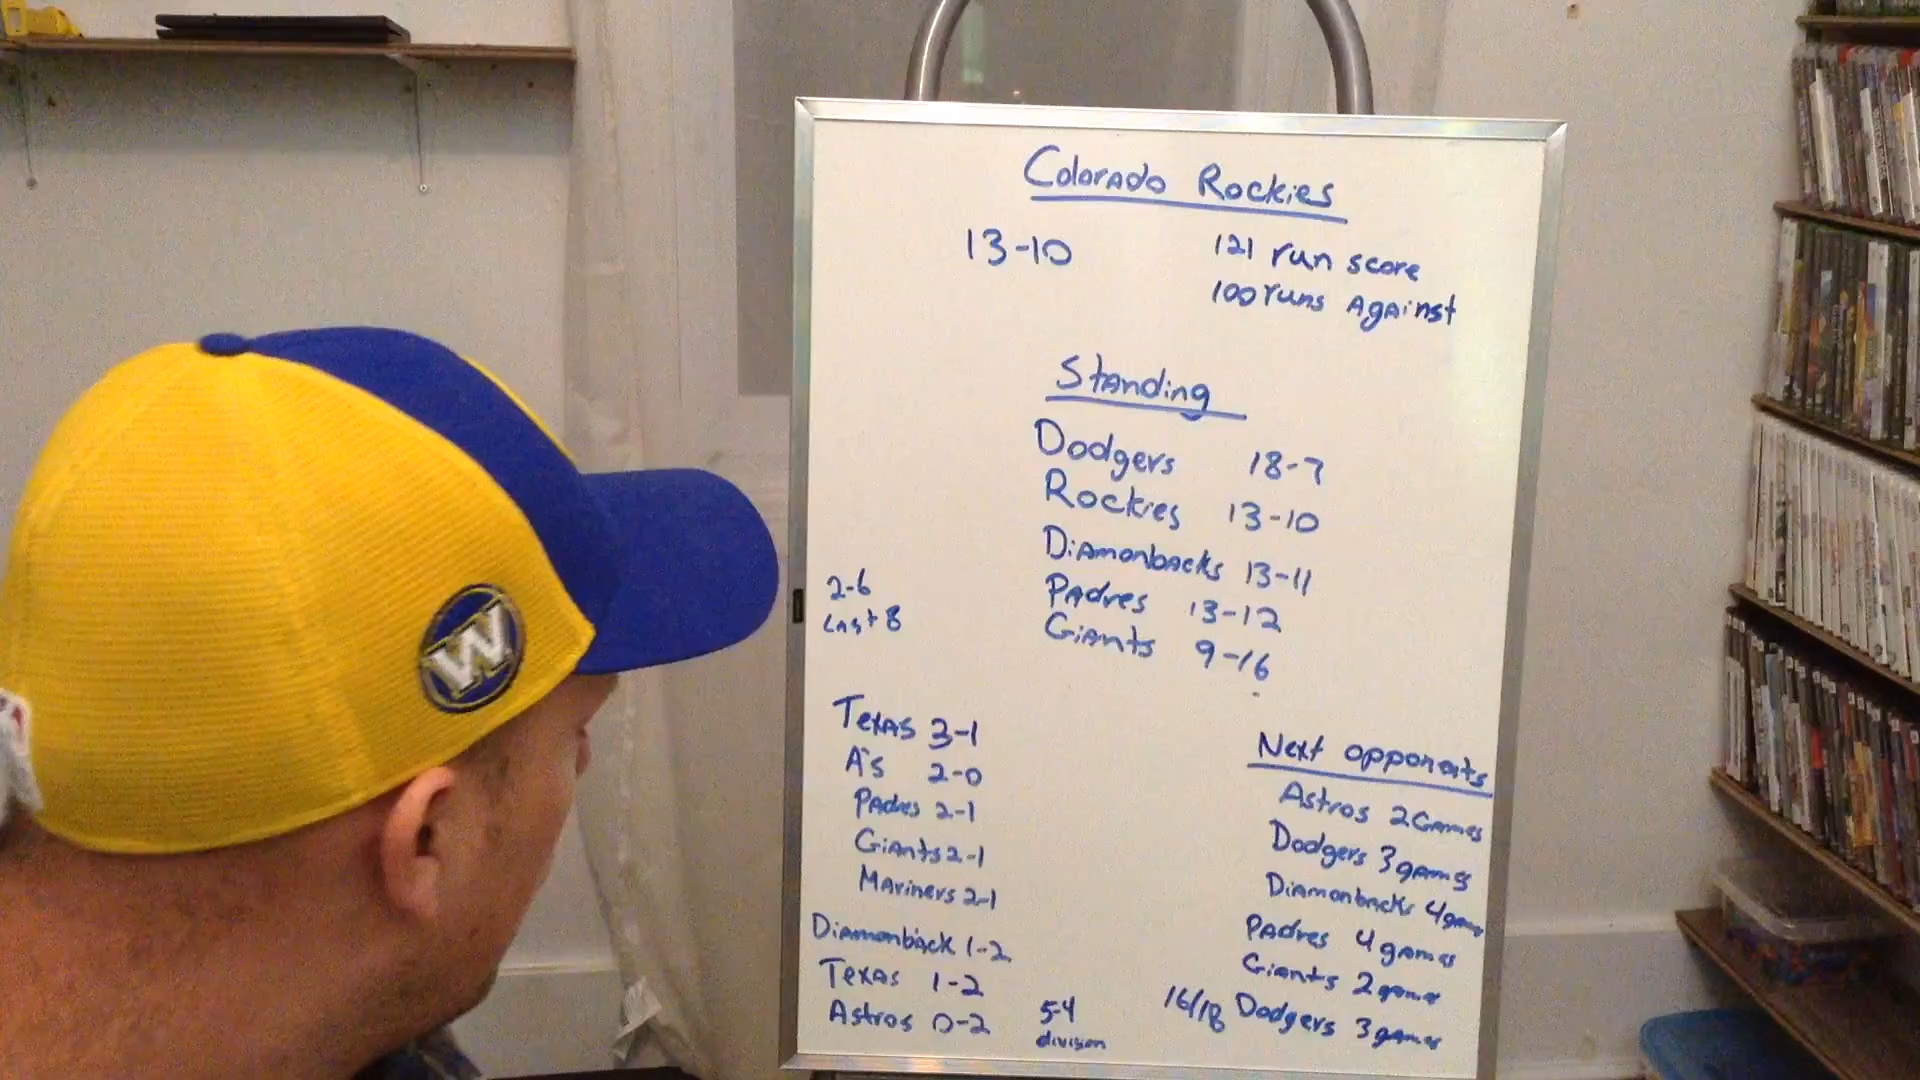 Colorado Rockies
13-10
121 run score
100 runs Against
Standing
Dodgers 18-7
Rockies 13-10
Diamonbacks 13-11
Padres 13-12
Giants 9-16
2-6
Last 8
Texas 3-1
A's 2-0
Padres 2-1
Giants 2-1
Mariners 2-1
Diamonback 1-2
Texas 1-2
Astros 0-2
5-4
division
Next opponents
Astros 2 Games
Dodgers 3 games
Diamonbacks 4 games
Padres 4 games
Giants 2 games
16/18 Dodgers 3 games
W